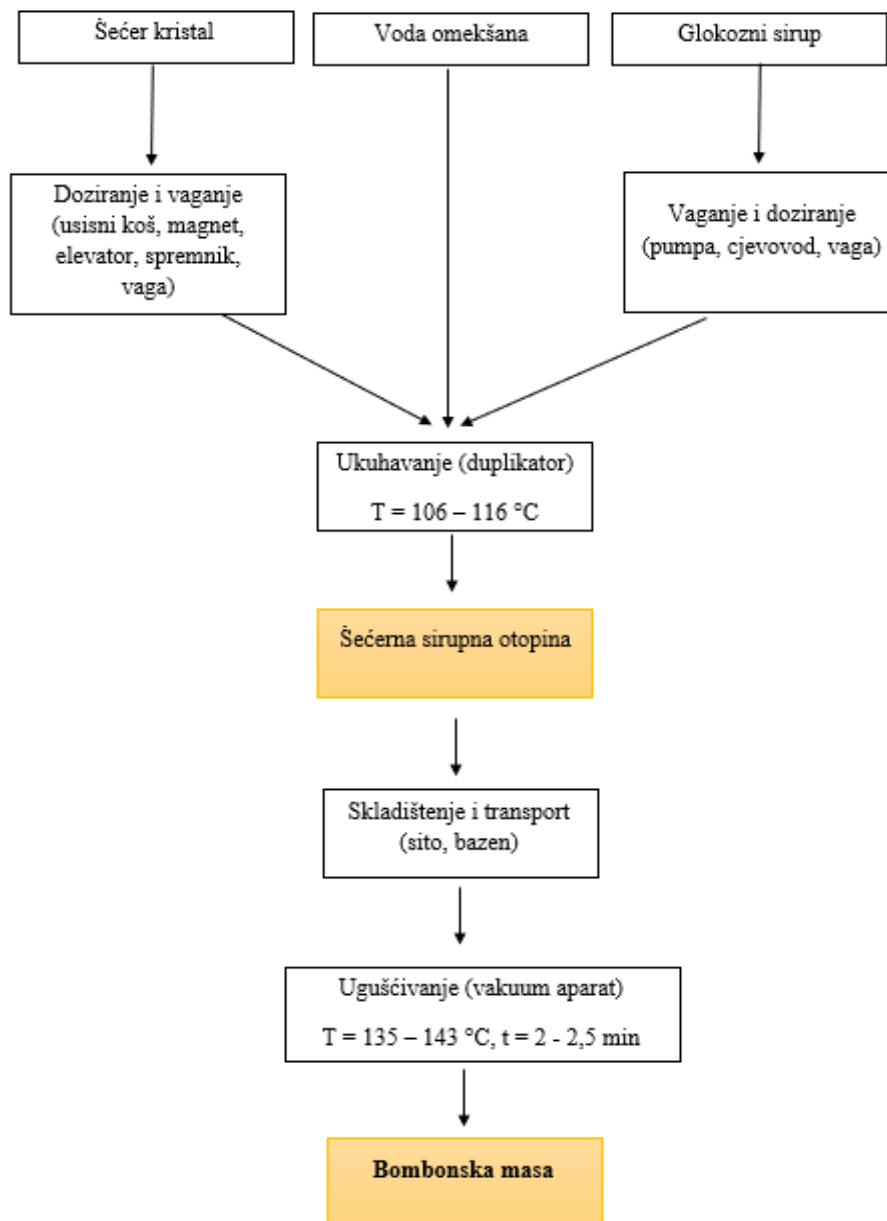 Šećer kristal
Voda omekšana
Glokozni sirup
Doziranje i vaganje
(usisni koš, magnet,
elevator, spremnik,
vaga)
Vaganje i doziranje
(pumpa, cjevovod, vaga)
Ukuhavanje (duplikator)
T = 106 – 116 °C
Šećerna sirupna otopina
Skladištenje i transport
(sito, bazen)
Ugušćivanje (vakuum aparat)
T = 135 – 143 °C, t = 2 - 2,5 min
Bombonska masa